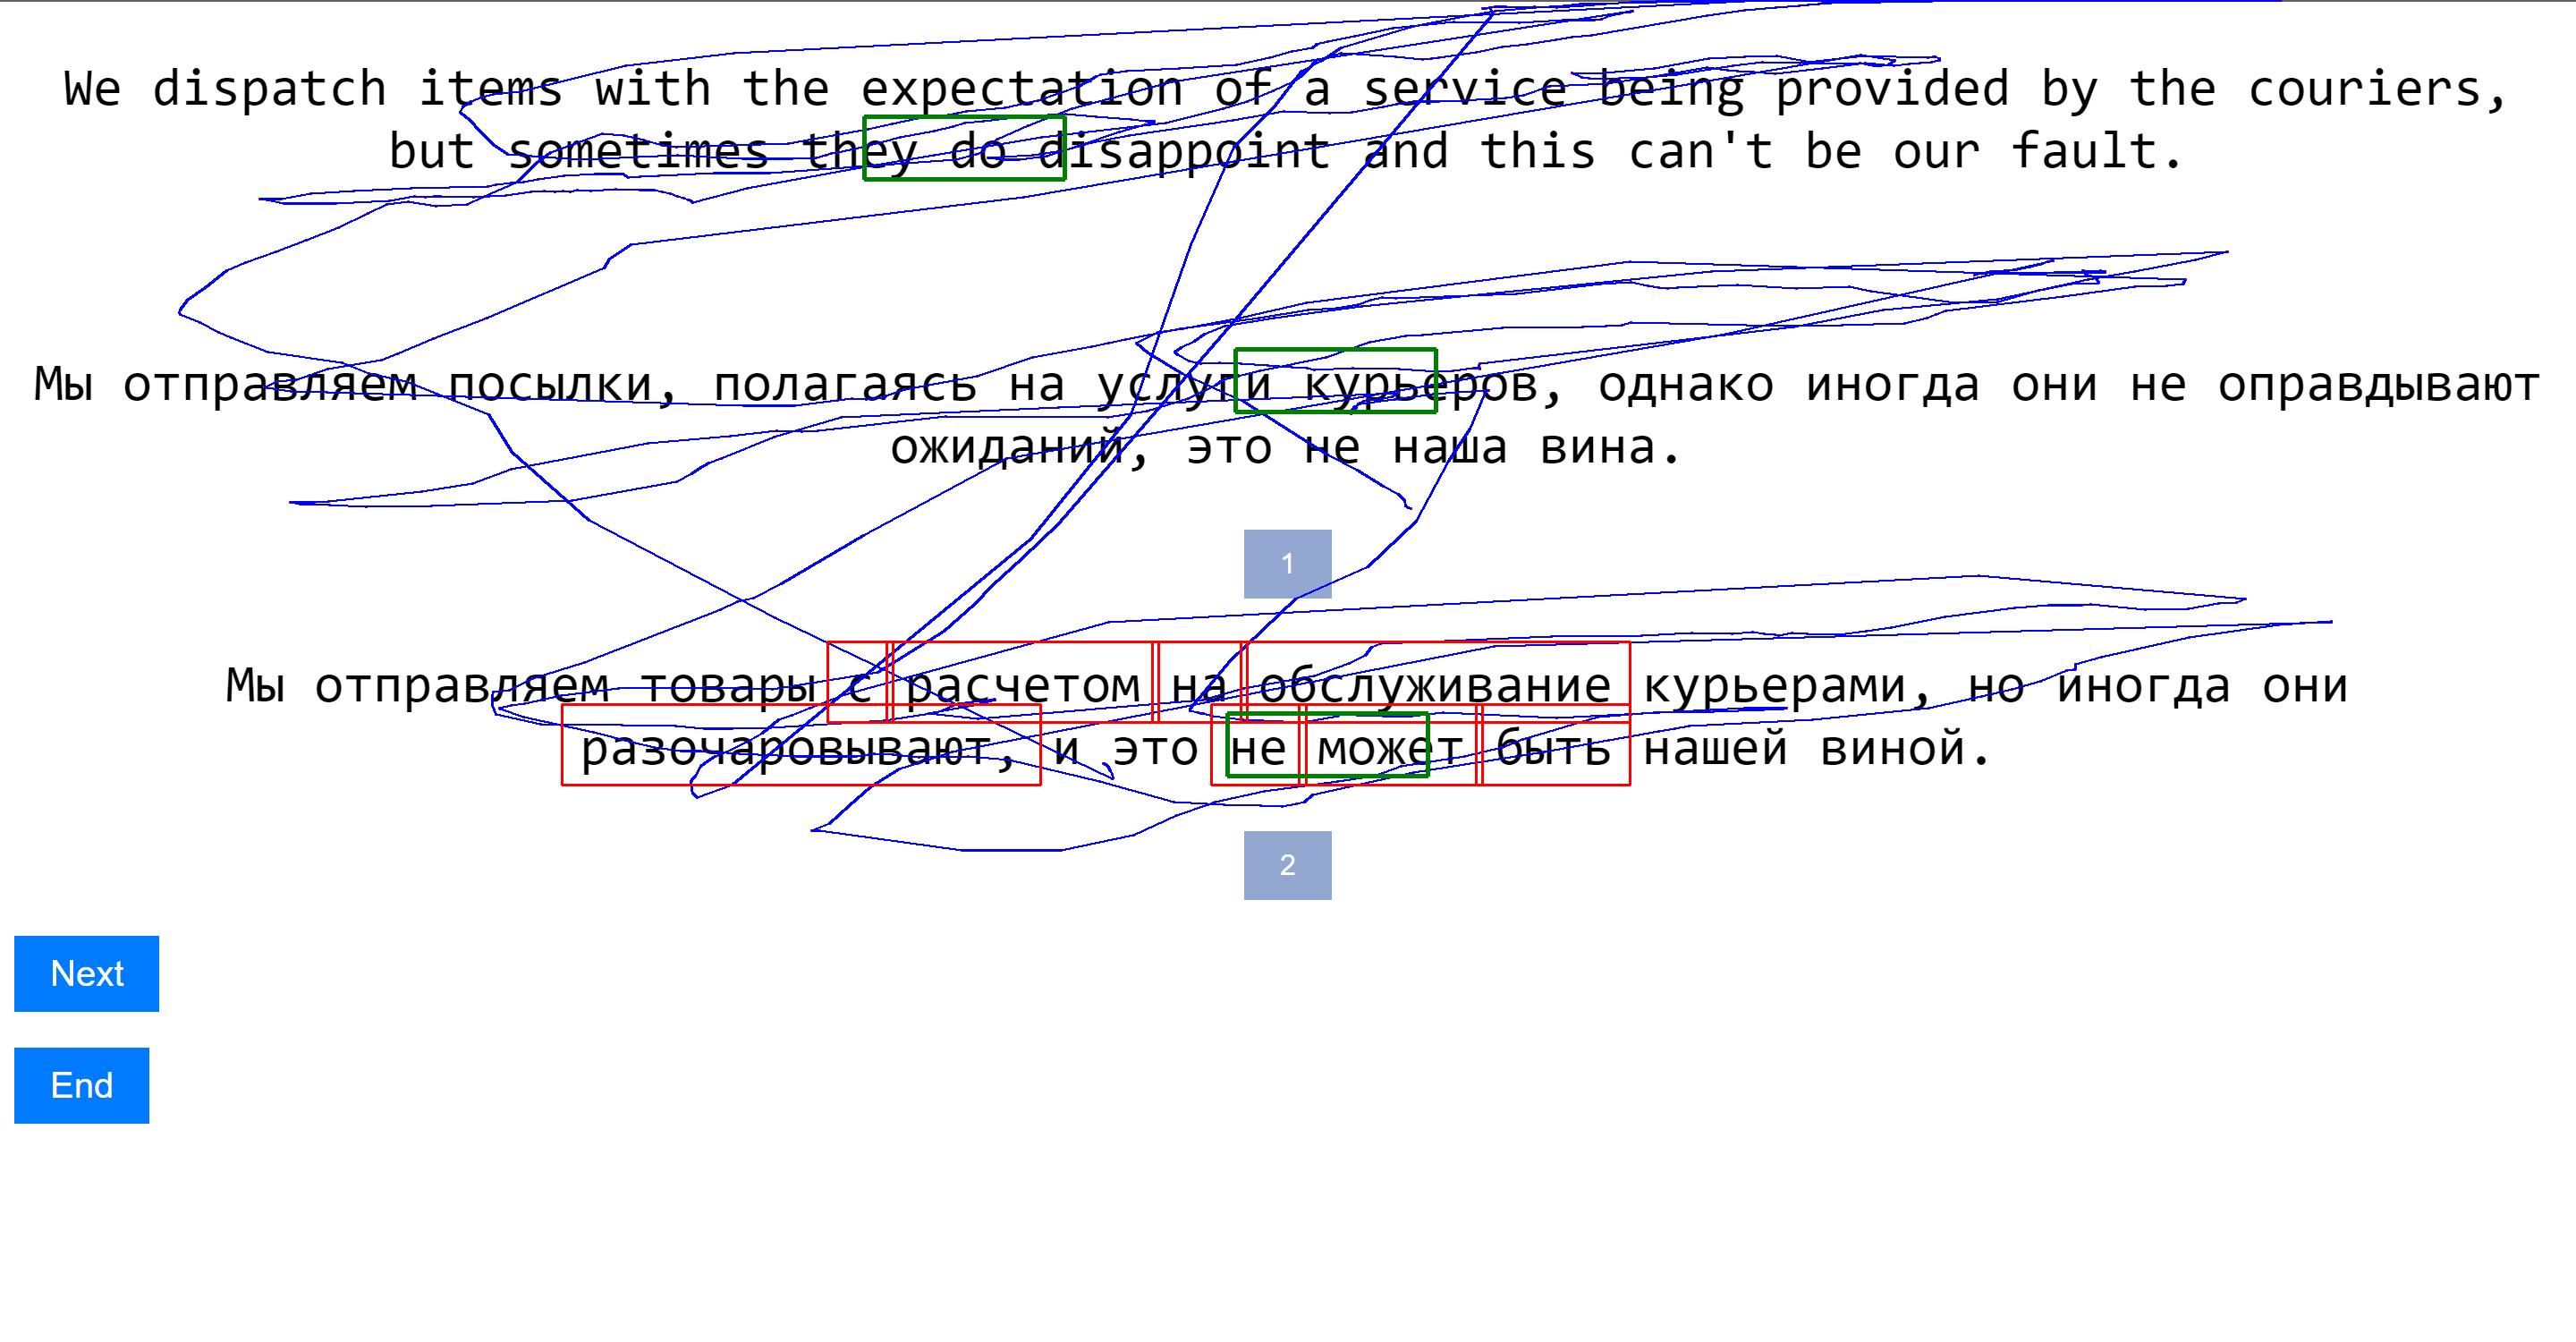 We dispatch items with the expectation of a service being provided by the couriers,
but sometimes they do disappoint and this can't be our fault.
Мы отправляем посылки, полагаясь на услуги курьеров, однако иногда они не оправдывают
ожиданий, это не наша вина.
1
Мы отправляем товары с расчетом на обслуживание курьерами, но иногда они
разочаровывают, и это не может быть нашей виной.
2
Next
End